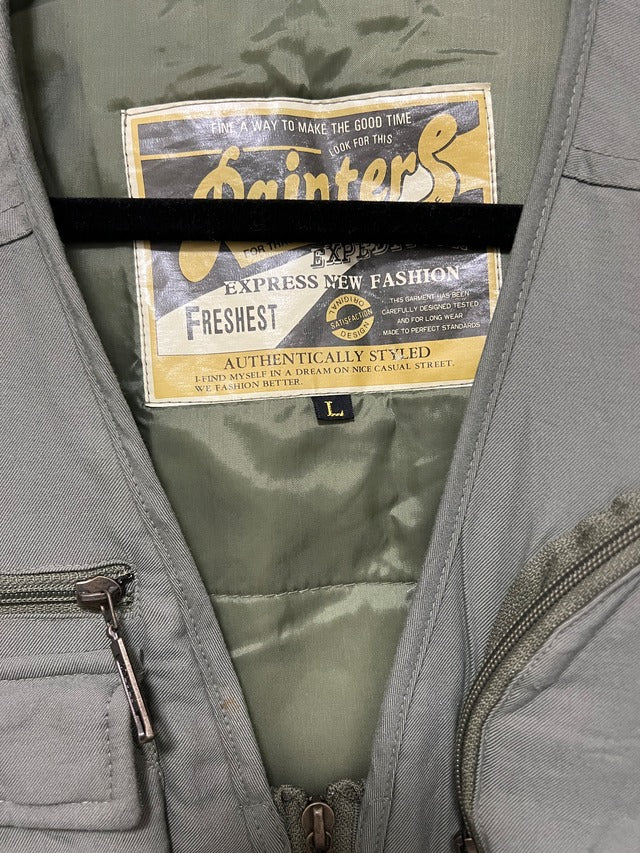 FINE A WAY TO MAKE THE GOOD TIME
LOOK FOR THIS
Painters
FOR
EXPRESS NEW FASHION
FRESHEST
ORIGINAL
SATISFACTION
DESIGN
THIS GARMENT HAS BEEN
CAREFULLY DESIGNED TESTED
AND FOR LONG WEAR
MADE TO PERFECT STANDARDS
AUTHENTICALLY STYLED
I-FIND MYSELF IN A DREAM ON NICE CASUAL STREET.
WE FASHION BETTER.
L